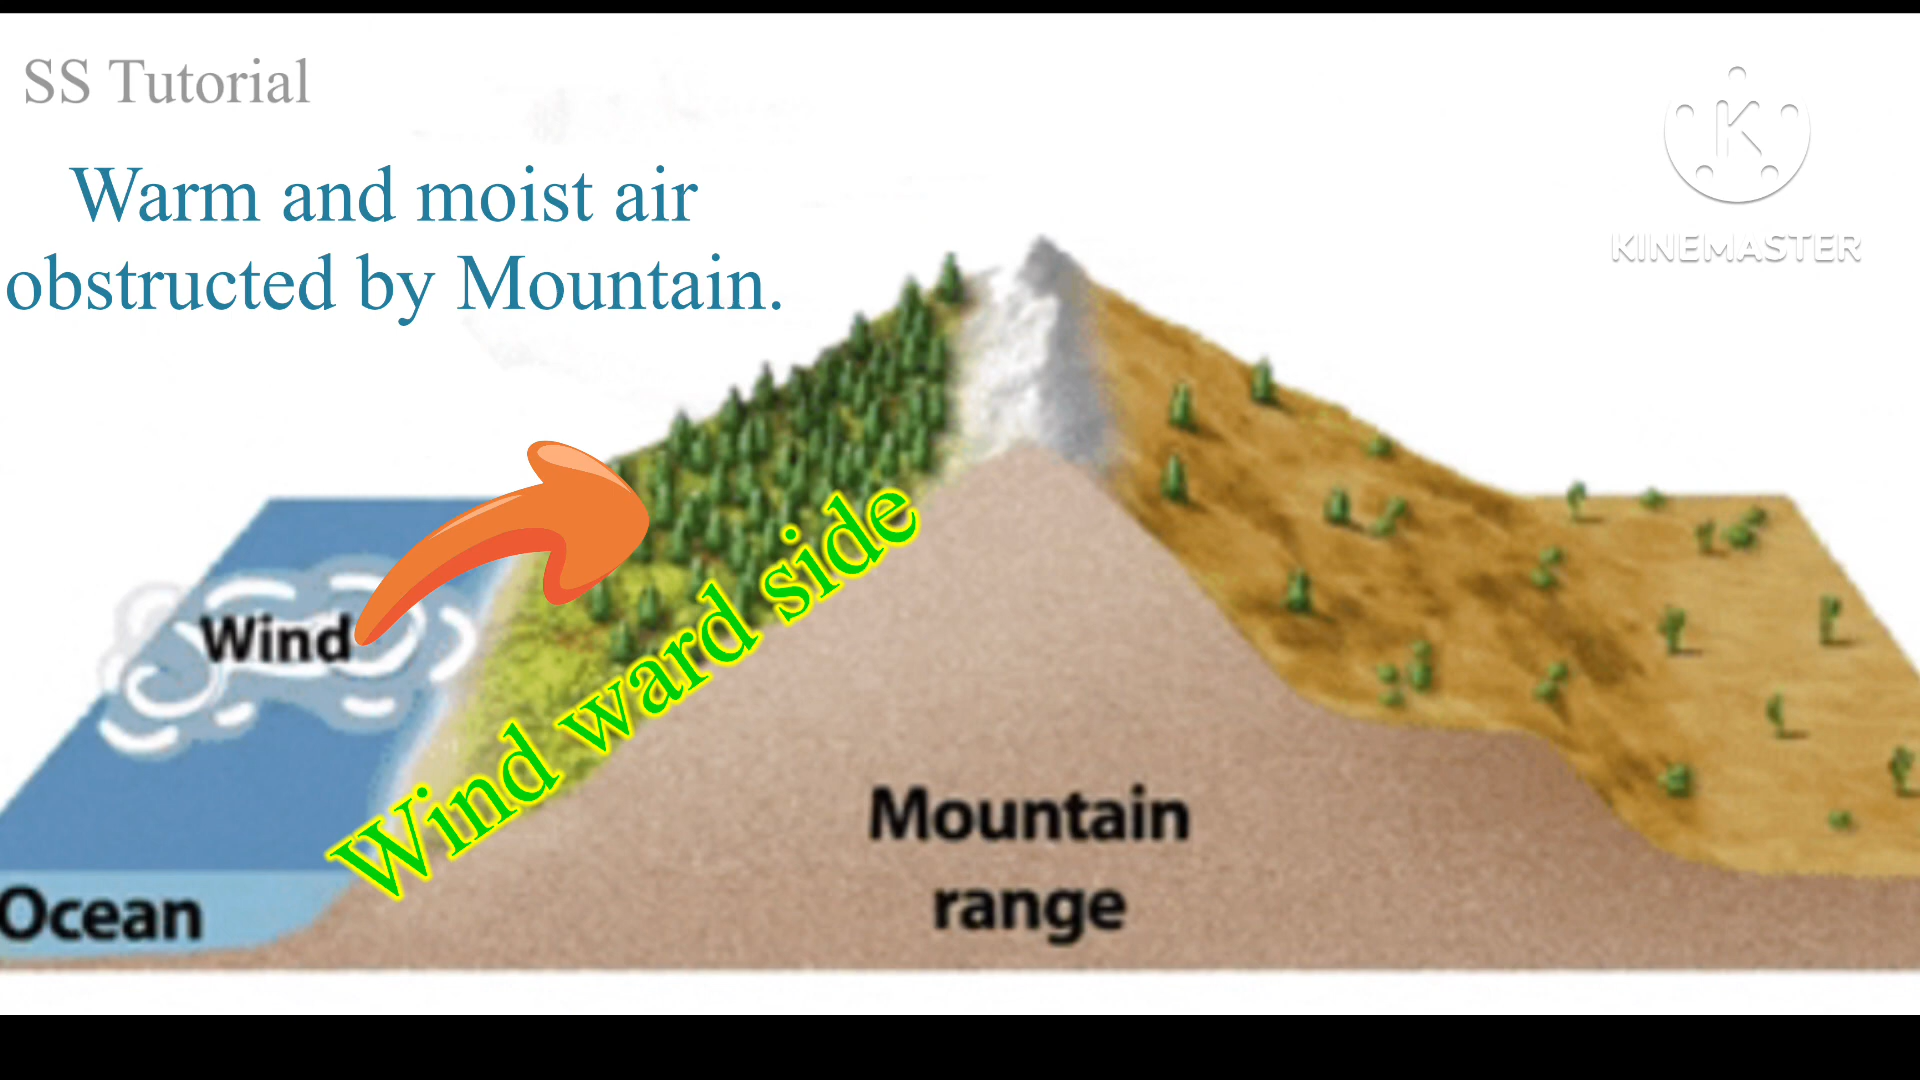 SS Tutorial
KINEMASTER
Warm and moist air
obstructed by Mountain.
Wind ward side
Wind
Mountain
range
Ocean